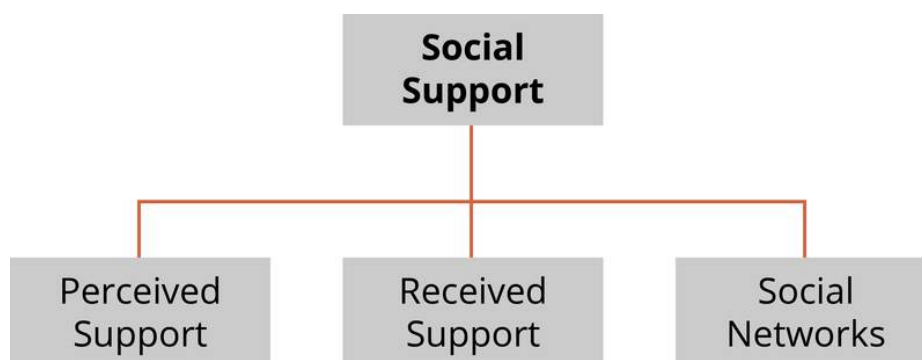 Social
Support
Perceived
Support
Received
Support
Social
Networks